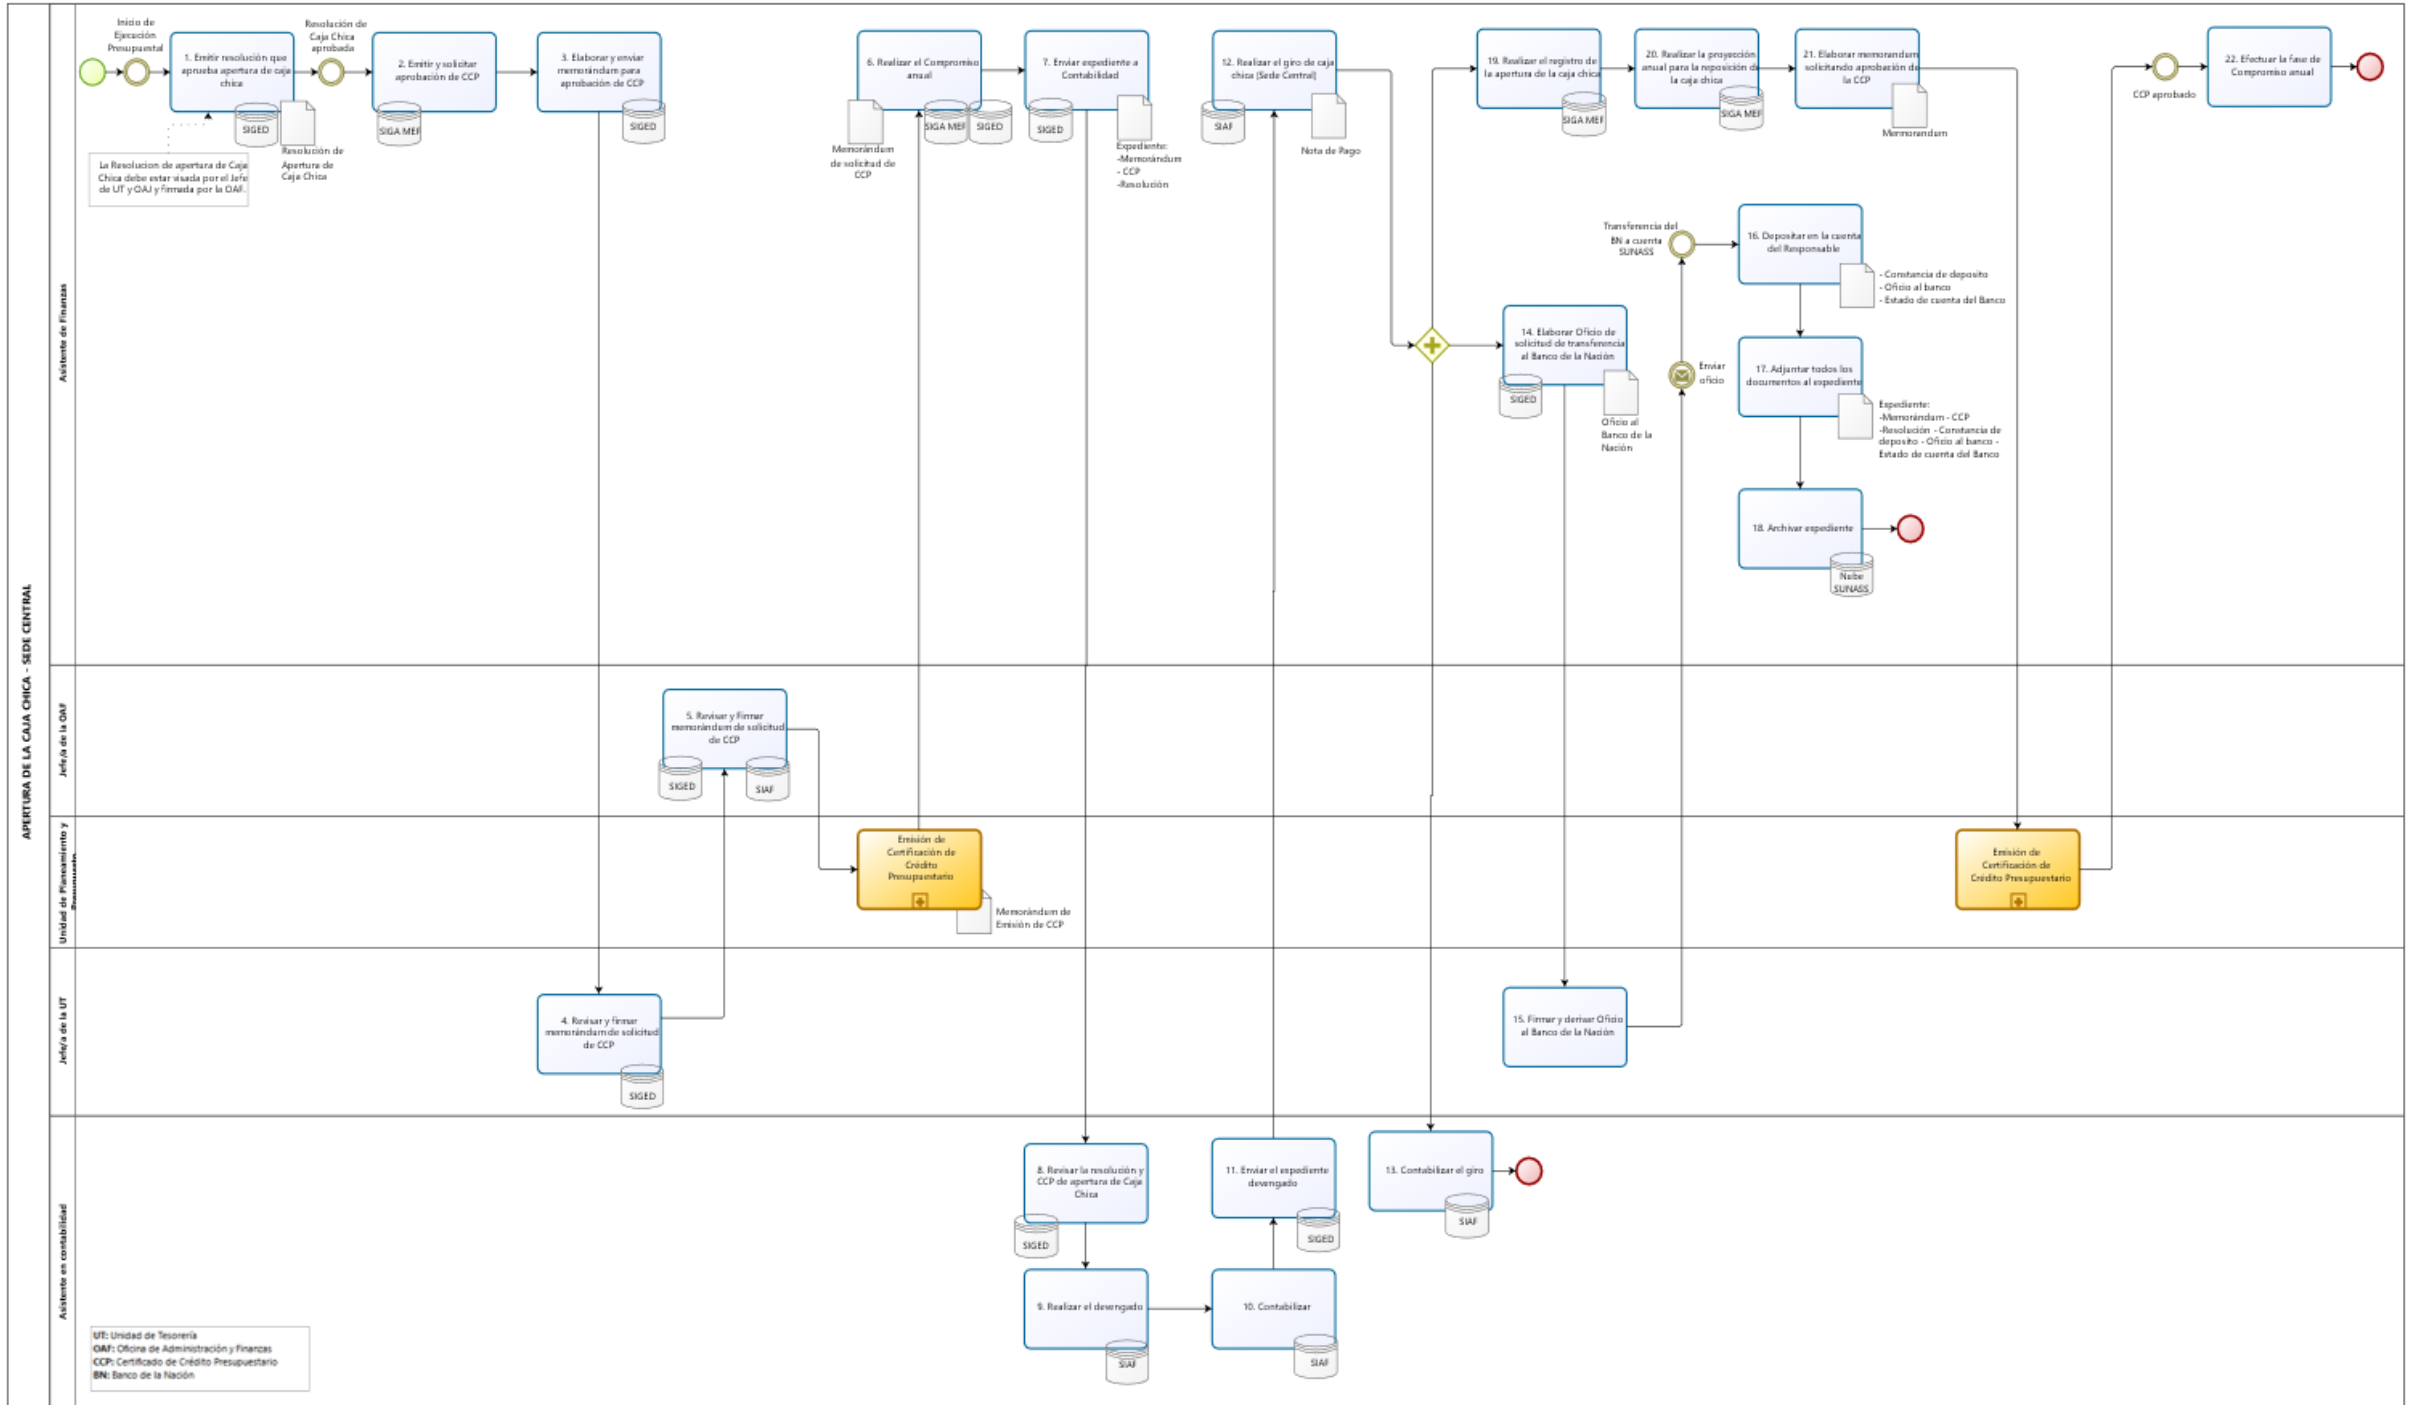 APERTURA DE LA CAJA CHICA - SEDE CENTRAL
Asistente de Finanzas
Inicio de
Ejecución
Presupuestal
1. Emitir resolución que
aprueba apertura de caja
chica
SIGED
Resolución de
Apertura de
Caja Chica
La Resolucion de apertura de Caja
Chica debe estar visada por el Jefe
de UT y OAJ y firmada por la OAF.
Resolución de
Caja Chica
aprobada
2. Emitir y solicitar
aprobación de CCP
SIGA MEF
3. Elaborar y enviar
memorándum para
aprobación de CCP
SIGED
6. Realizar el Compromiso
anual
Memorándum
de solicitud de
CCP
SIGA MEF
SIGED
7. Enviar expediente a
Contabilidad
SIGED
Expediente:
-Memorándum
- CCP
-Resolución
12. Realizar el giro de caja
chica (Sede Central)
SIAF
Nota de Pago
19. Realizar el registro de
la apertura de la caja chica
SIGA MEF
20. Realizar la proyección
anual para la reposición de
la caja chica
SIGA MEF
21. Elaborar memorandum
solicitando aprobación de
la CCP
Memorandum
CCP aprobado
22. Efectuar la fase de
Compromiso anual
Transferencia del
BN a cuenta
SUNASS
16. Depositar en la cuenta
del Responsable
- Constancia de deposito
- Oficio al banco
- Estado de cuenta del Banco
14. Elaborar Oficio de
solicitud de transferencia
al Banco de la Nación
SIGED
Oficio al
Banco de la
Nación
Enviar
oficio
17. Adjuntar todos los
documentos al expediente
Expediente:
-Memorándum - CCP
-Resolución - Constancia de
deposito - Oficio al banco -
Estado de cuenta del Banco
18. Archivar expediente
Nube
SUNASS
Jefe/a de la OAF
5. Revisar y Firmar
memorándum de solicitud
de CCP
SIGED
SIAF
Unidad de Planeamiento y
Presupuesto
Emisión de
Certificación de
Crédito
Presupuestario
Memorándum de
Emisión de CCP
Emisión de
Certificación de
Crédito Presupuestario
Jefe/a de la UT
4. Revisar y firmar
memorándum de solicitud
de CCP
SIGED
15. Firmar y derivar Oficio
al Banco de la Nación
Asistente en contabilidad
8. Revisar la resolución y
CCP de apertura de Caja
Chica
SIGED
11. Enviar el expediente
devengado
SIGED
13. Contabilizar el giro
SIAF
9. Realizar el devengado
SIAF
10. Contabilizar
SIAF
UT: Unidad de Tesorería
OAF: Oficina de Administración y Finanzas
CCP: Certificado de Crédito Presupuestario
BN: Banco de la Nación